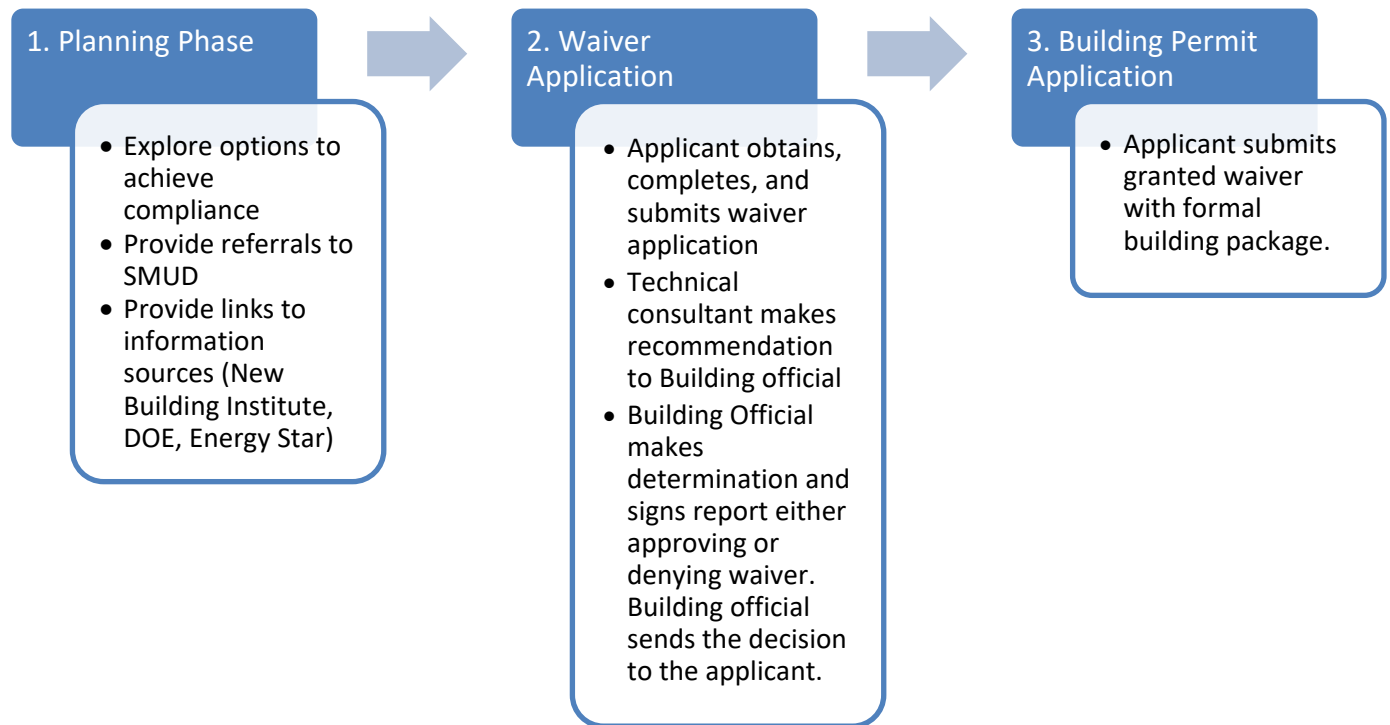 1. Planning Phase
• Explore options to
achieve
compliance
• Provide referrals to
SMUD
• Provide links to
information
sources (New
Building Institute,
DOE, Energy Star)
2. Waiver
Application
• Applicant obtains,
completes, and
submits waiver
application
• Technical
consultant makes
recommendation
to Building official
• Building Official
makes
determination and
signs report either
approving or
denying waiver.
Building official
sends the decision
to the applicant.
3. Building Permit
Application
• Applicant submits
granted waiver
with formal
building package.